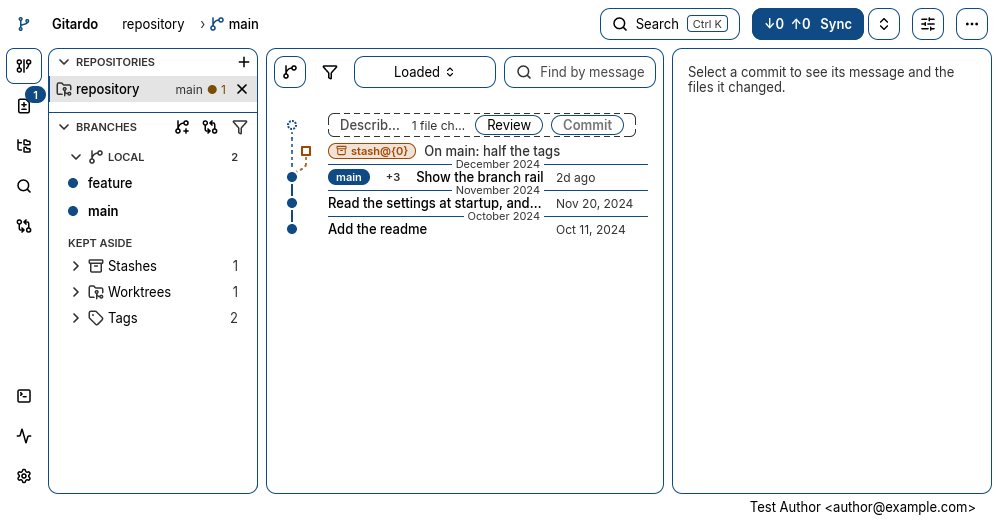 Gitardo repository › main Search Ctrl K ↓0 ↑0 Sync
REPOSITORIES
repository main 1
1
BRANCHES
LOCAL 2
feature
main
KEPT ASIDE
Stashes 1
Worktrees 1
Tags 2
Loaded Find by message
Describ… 1 file ch… Review Commit
stash@{0} On main: half the tags
December 2024
main +3 Show the branch rail 2d ago
November 2024
Read the settings at startup, and… Nov 20, 2024
October 2024
Add the readme Oct 11, 2024
Select a commit to see its message and the
files it changed.
Test Author <author@example.com>